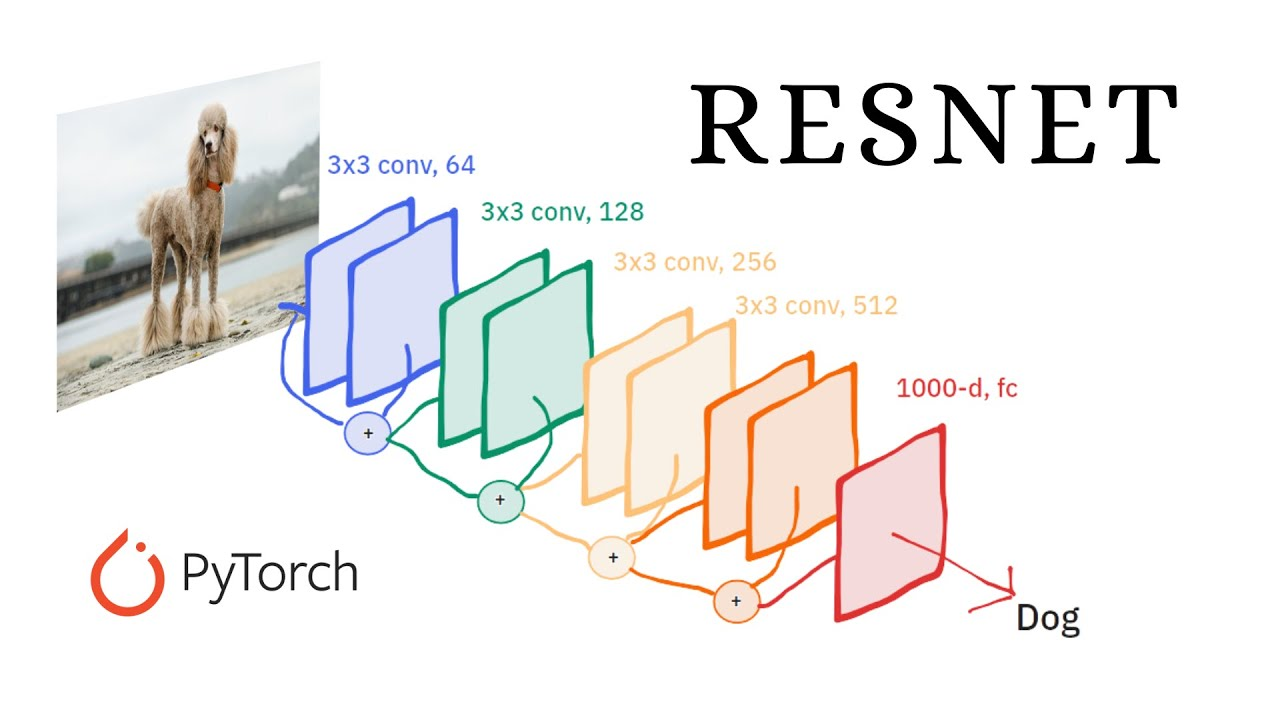 RESNET
3x3 conv, 64
3x3 conv, 128
3x3 conv, 256
3x3 conv, 512
1000-d, fc
+
+
+
+
PyTorch
Dog